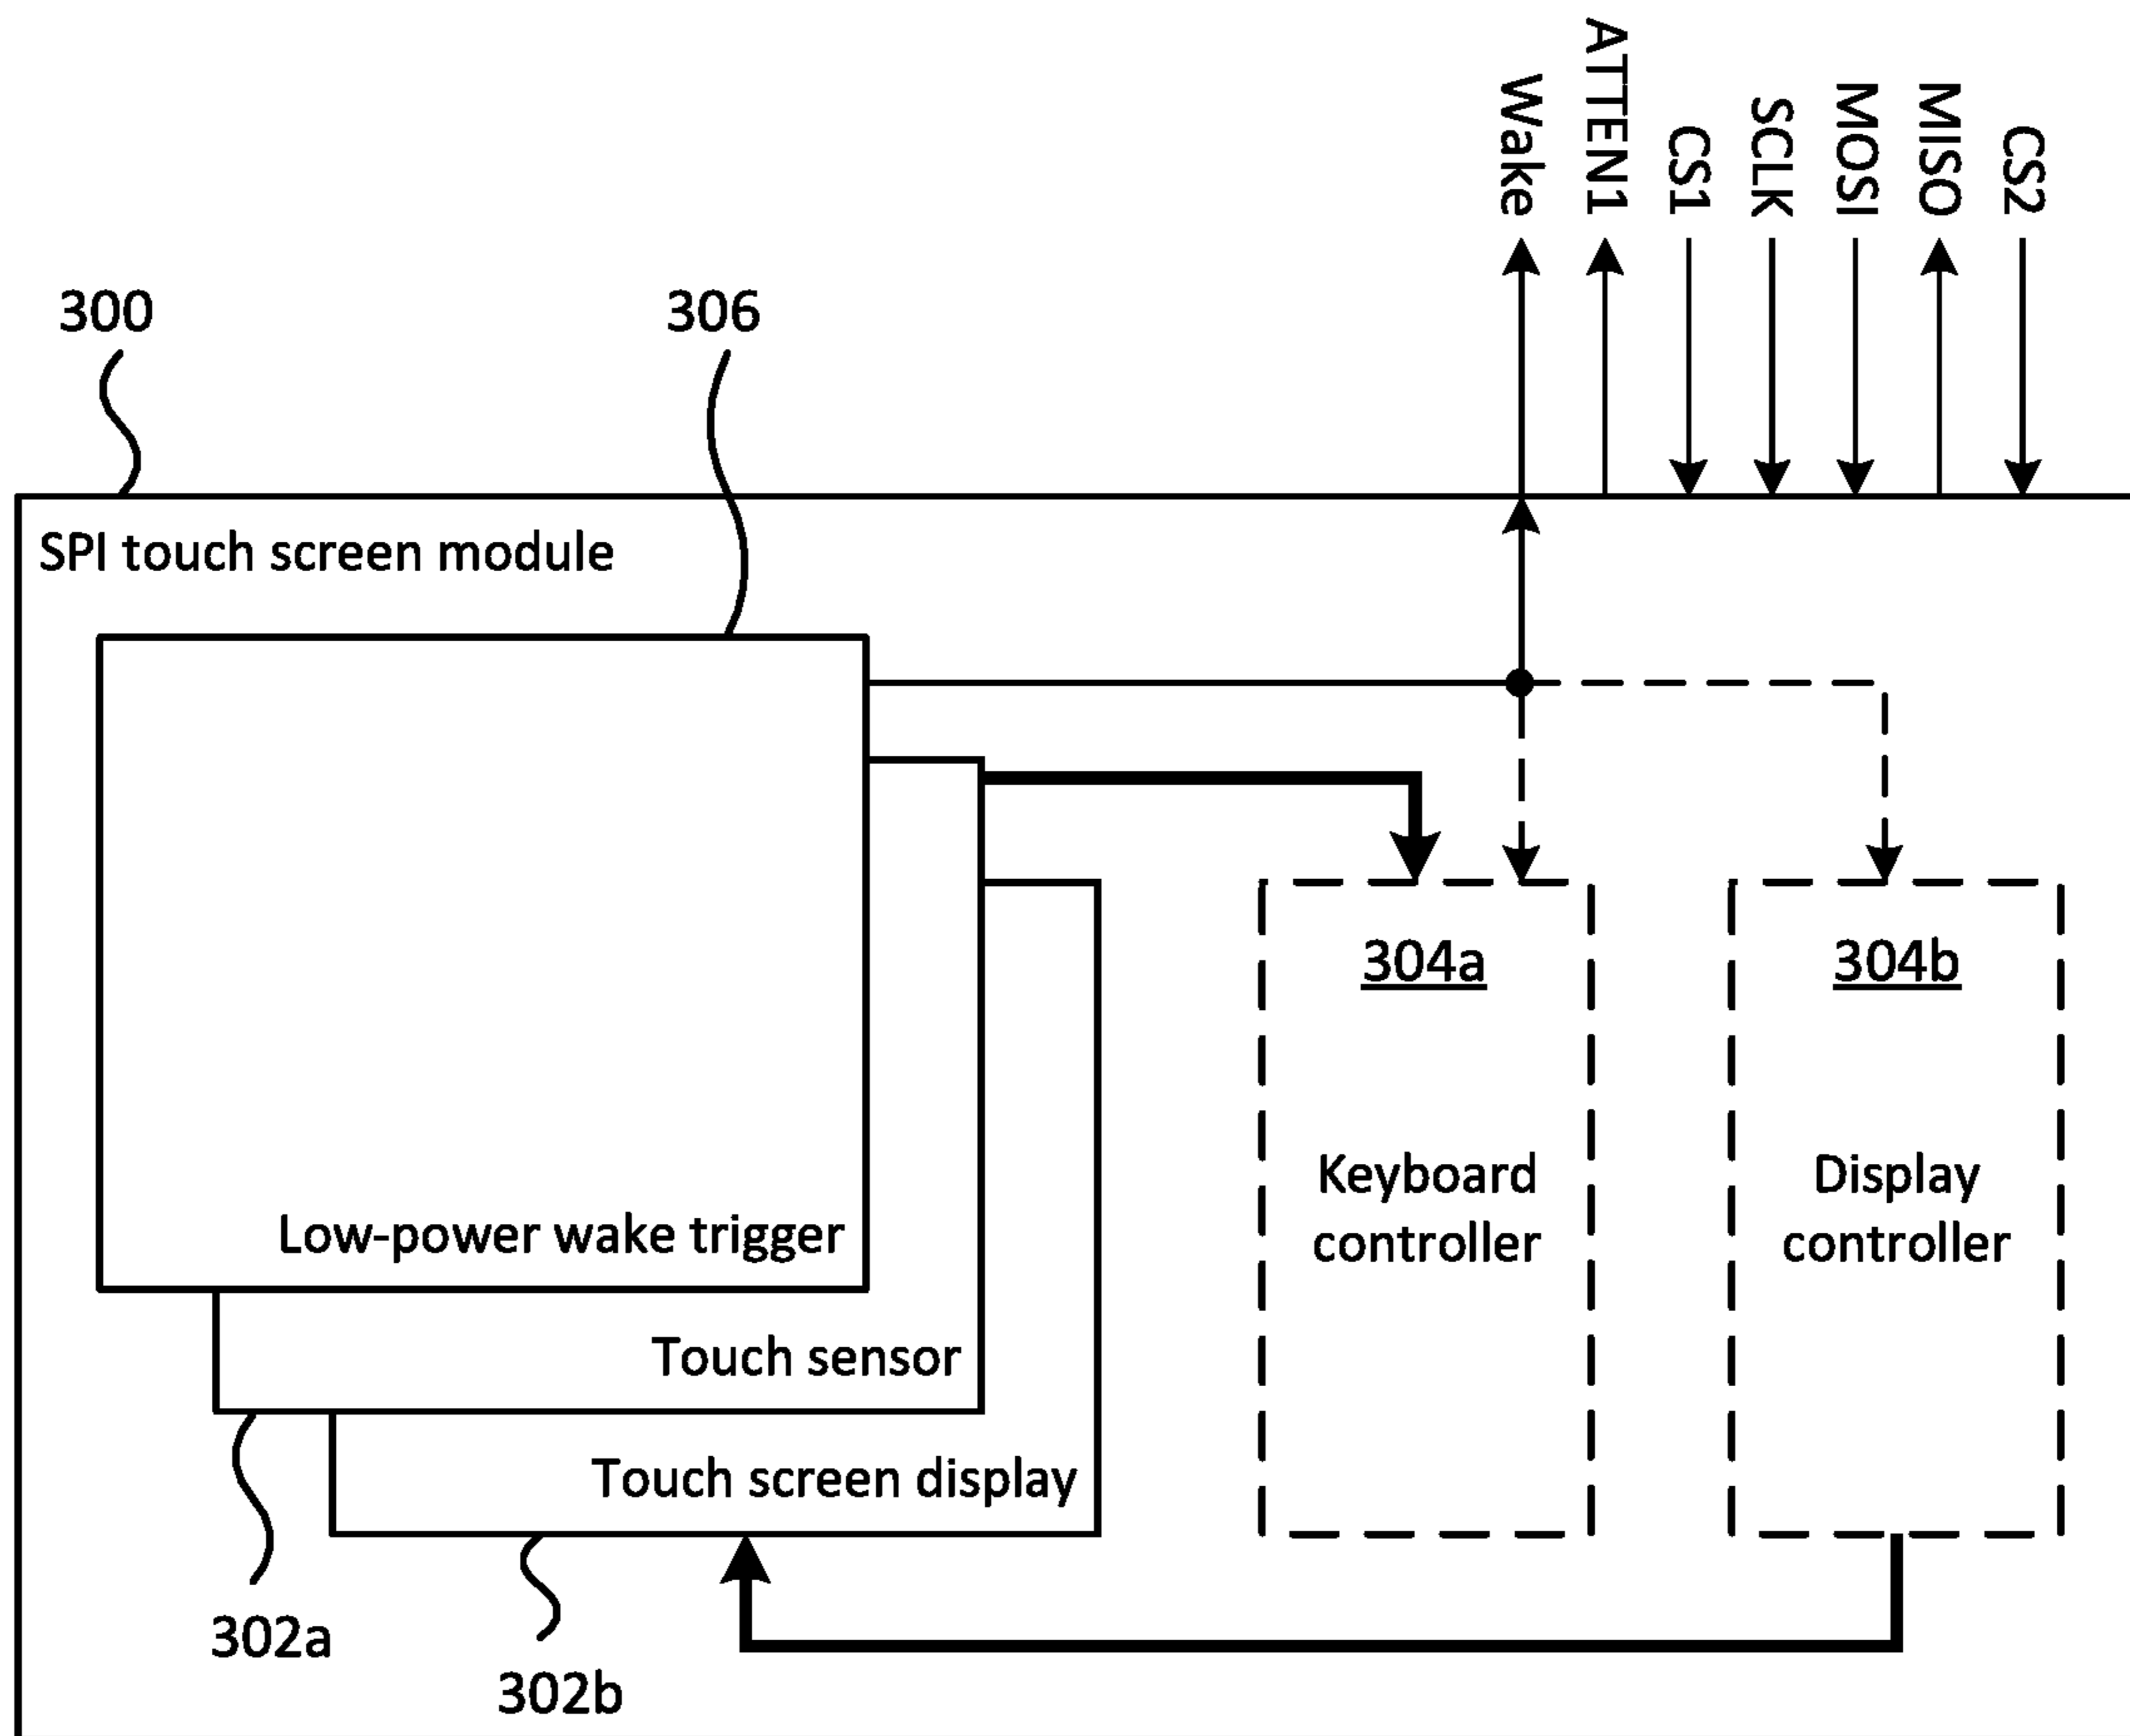 Wake
ATTEN1
CS1
SCLK
MOSI
MISO
CS2
300
306
SPI touch screen module
304a
304b
Keyboard
controller
Display
controller
Low-power wake trigger
Touch sensor
Touch screen display
302a
302b